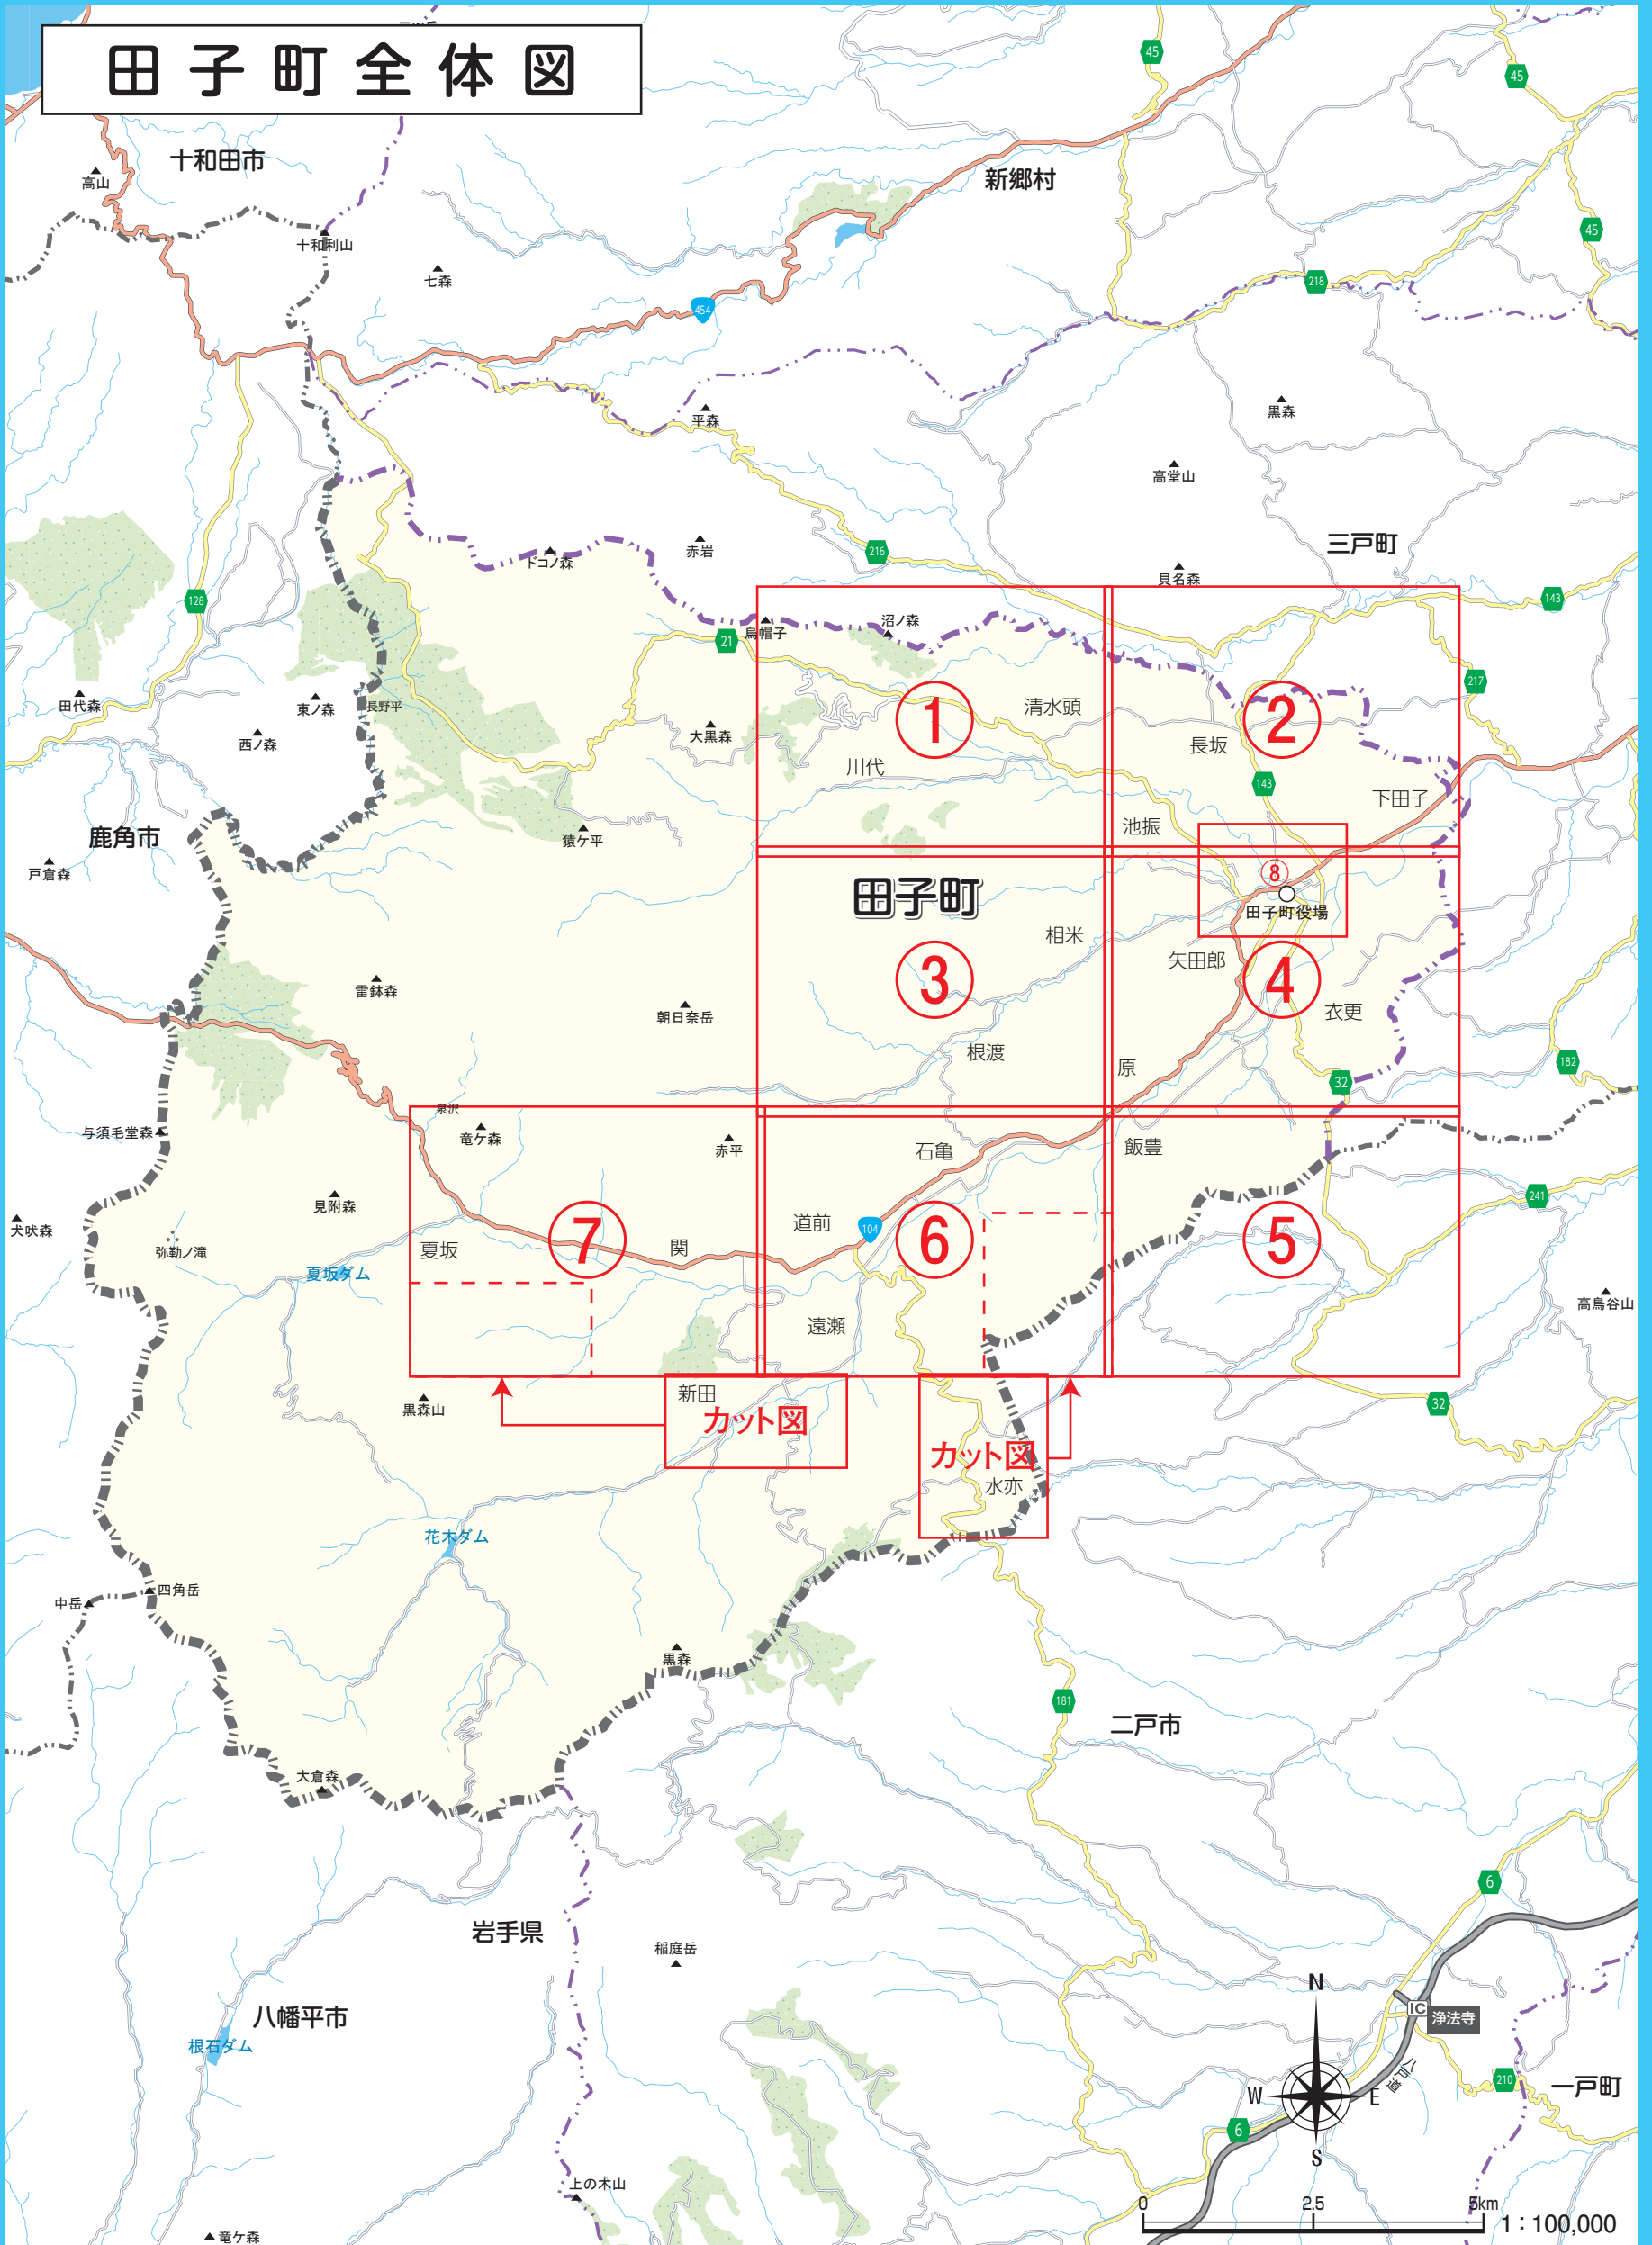 田子町全体図
45
45
十和田市
高山
新郷村
十和利山
45
七森
218
454
平森
黒森
高堂山
三戸町
216
赤岩
ドコノ森
貝名森
128
143
21
烏帽子
沼ノ森
217
田代森
東ノ森
長野平
清水頭
①
②
西ノ森
大黒森
長坂
川代
143
下田子
鹿角市
猿ケ平
池振
戸倉森
8
田子町
田子町役場
相米
矢田郎
③
④
雷鉢森
朝日奈岳
衣更
根渡
原
182
32
泉沢
与須毛堂森
竜ケ森
赤平
石亀
飯豊
見附森
241
犬吠森
道前
104
弥勒ノ滝
夏坂
関
⑦
⑥
⑤
夏坂ダム
高鳥谷山
遠瀬
新田
黒森山
カット図
32
カット図
水亦
花木ダム
四角岳
中岳
黒森
181
二戸市
大倉森
6
岩手県
稲庭岳
N
八幡平市
IC
浄法寺
根石ダム
八戸道
W
E
210
一戸町
6
S
上の木山
0
2.5
5km
1:100,000
竜ケ森